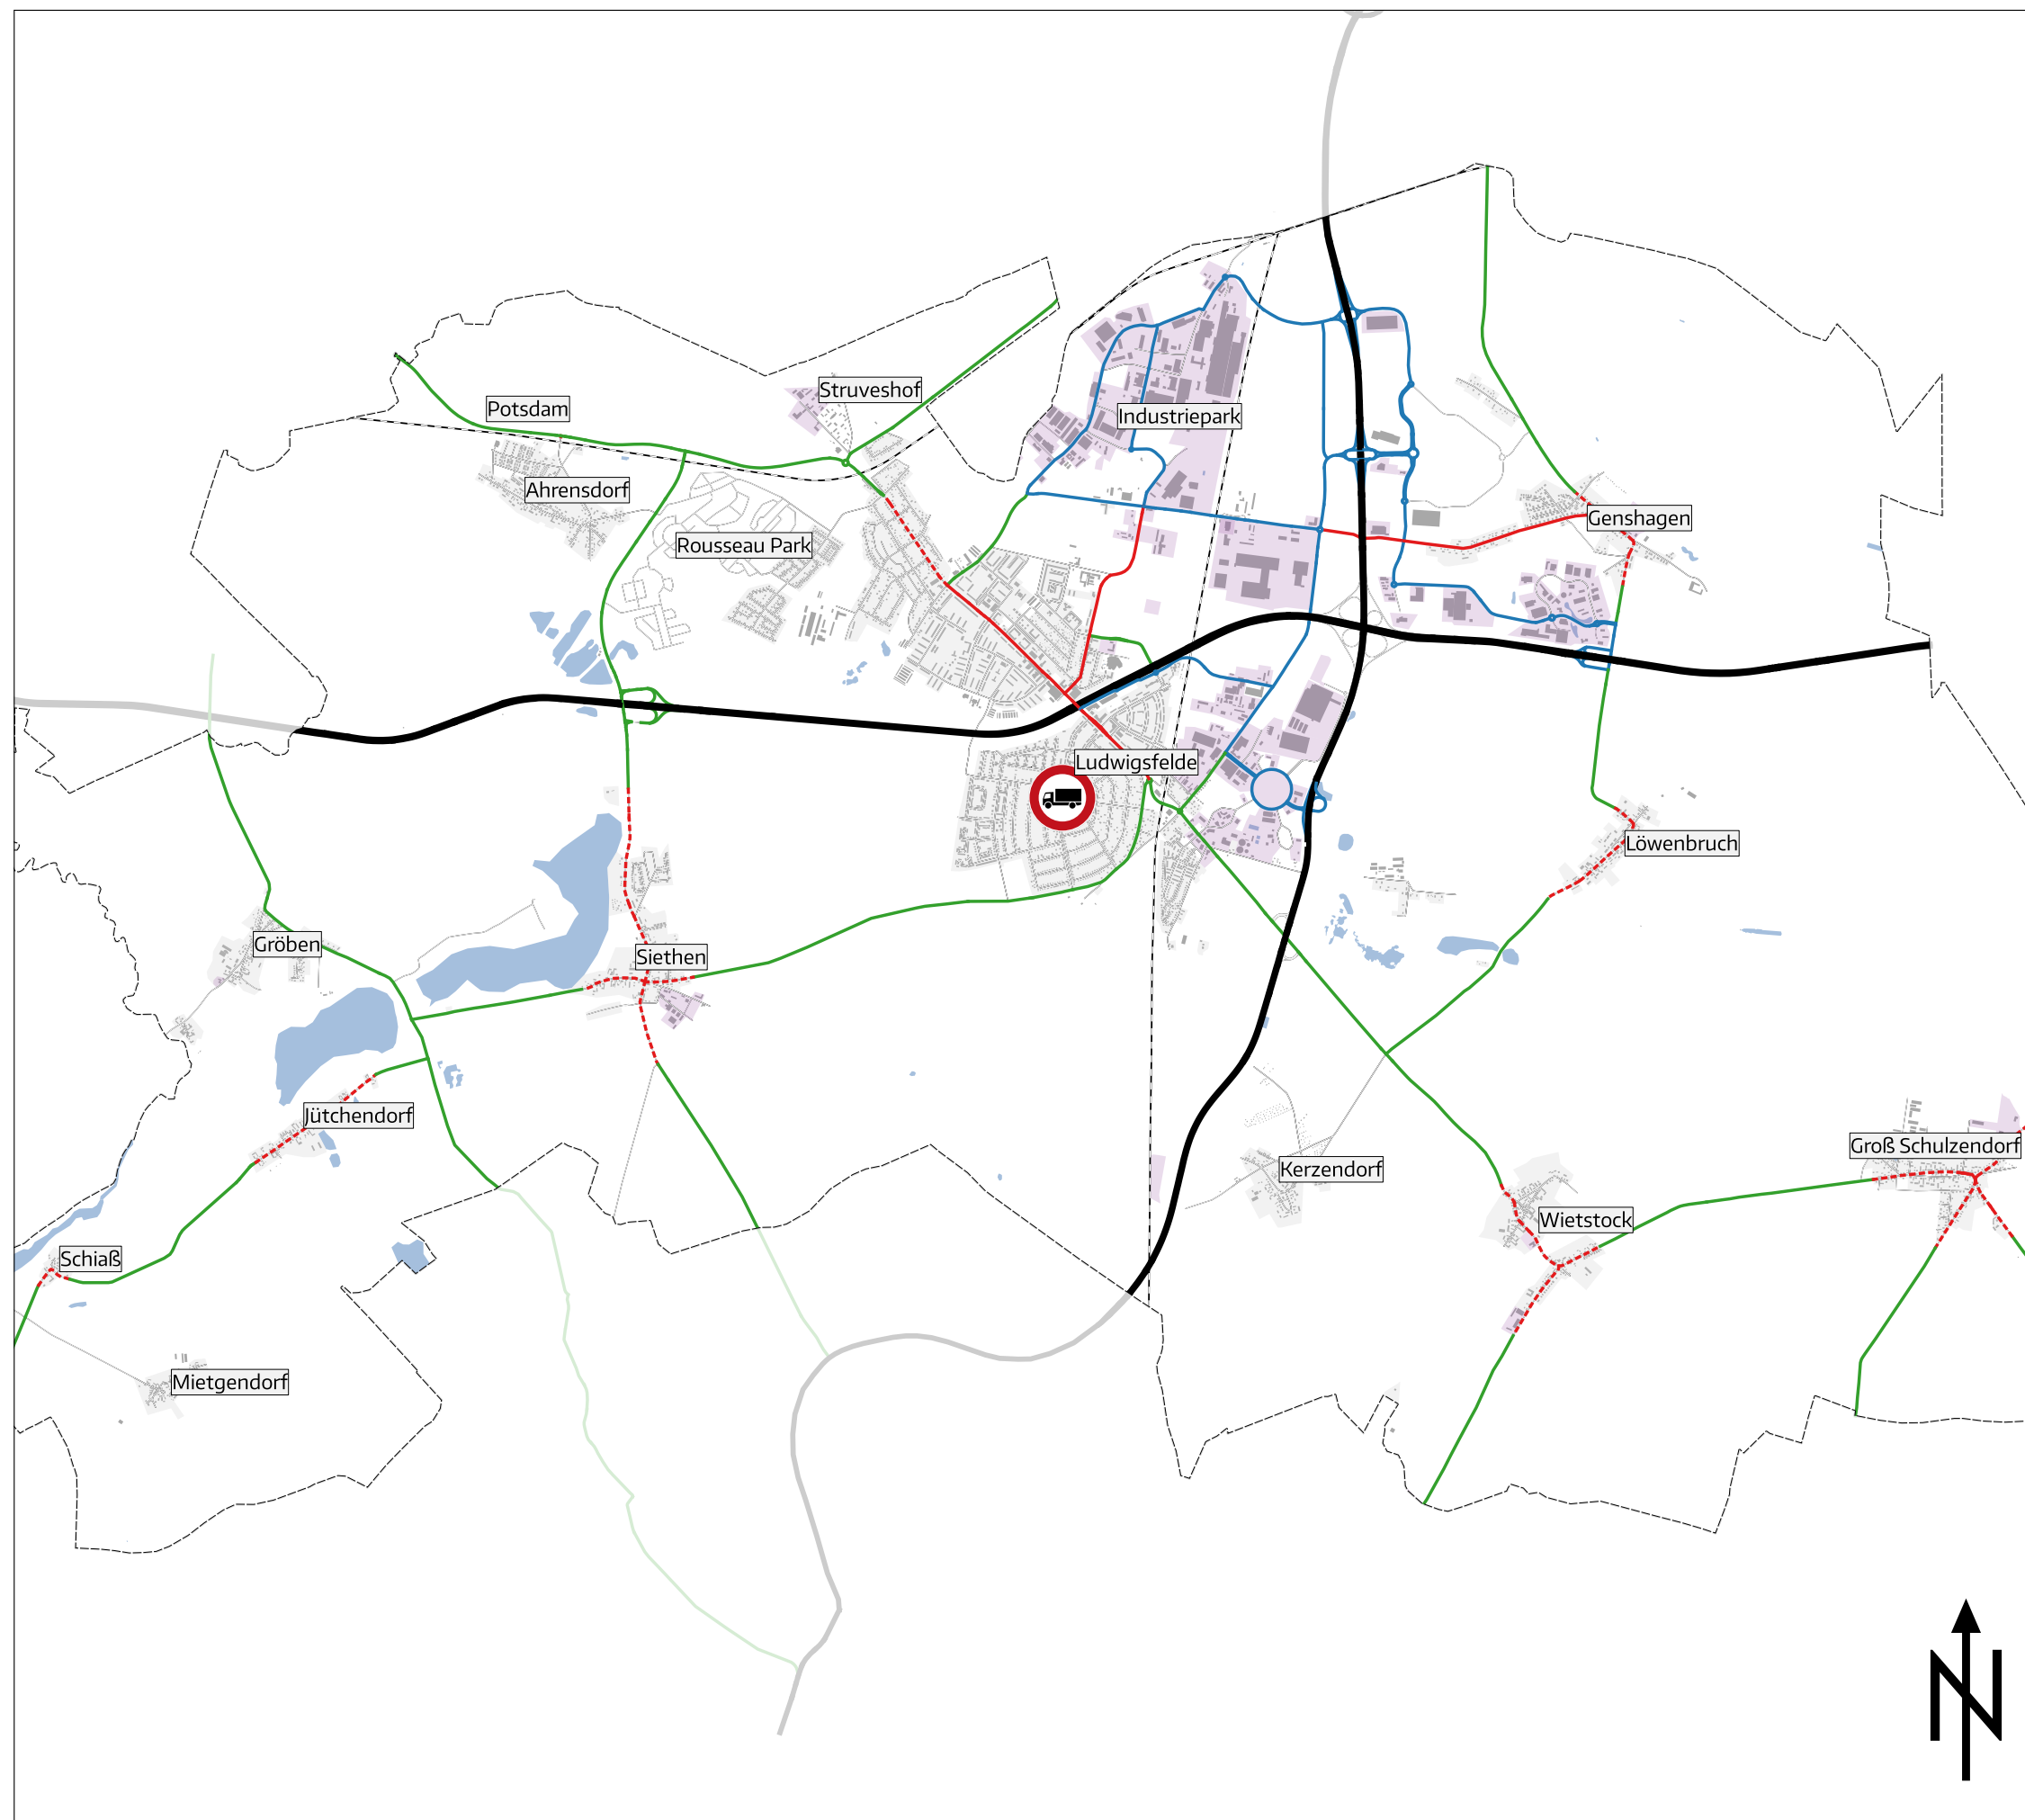 Struveshof
Potsdam
Industriepark
Ahrensdorf
Genshagen
Rousseau Park
Ludwigsfelde
Löwenbruch
Gröben
Siethen
Jütchendorf
Groß Schulzendorf
Kerzendorf
Wietstock
Schiaß
Mietgendorf
N